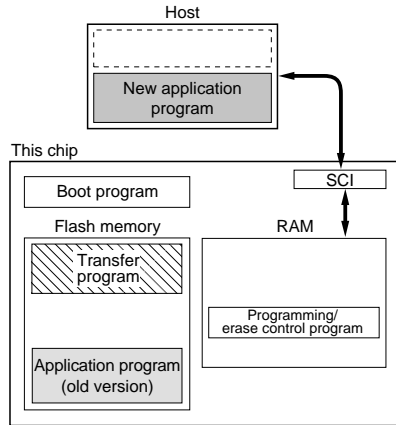 Host
New application
program
This chip
Boot program
SCI
Flash memory
RAM
Transfer
program
Programming/
erase control program
Application program
(old version)